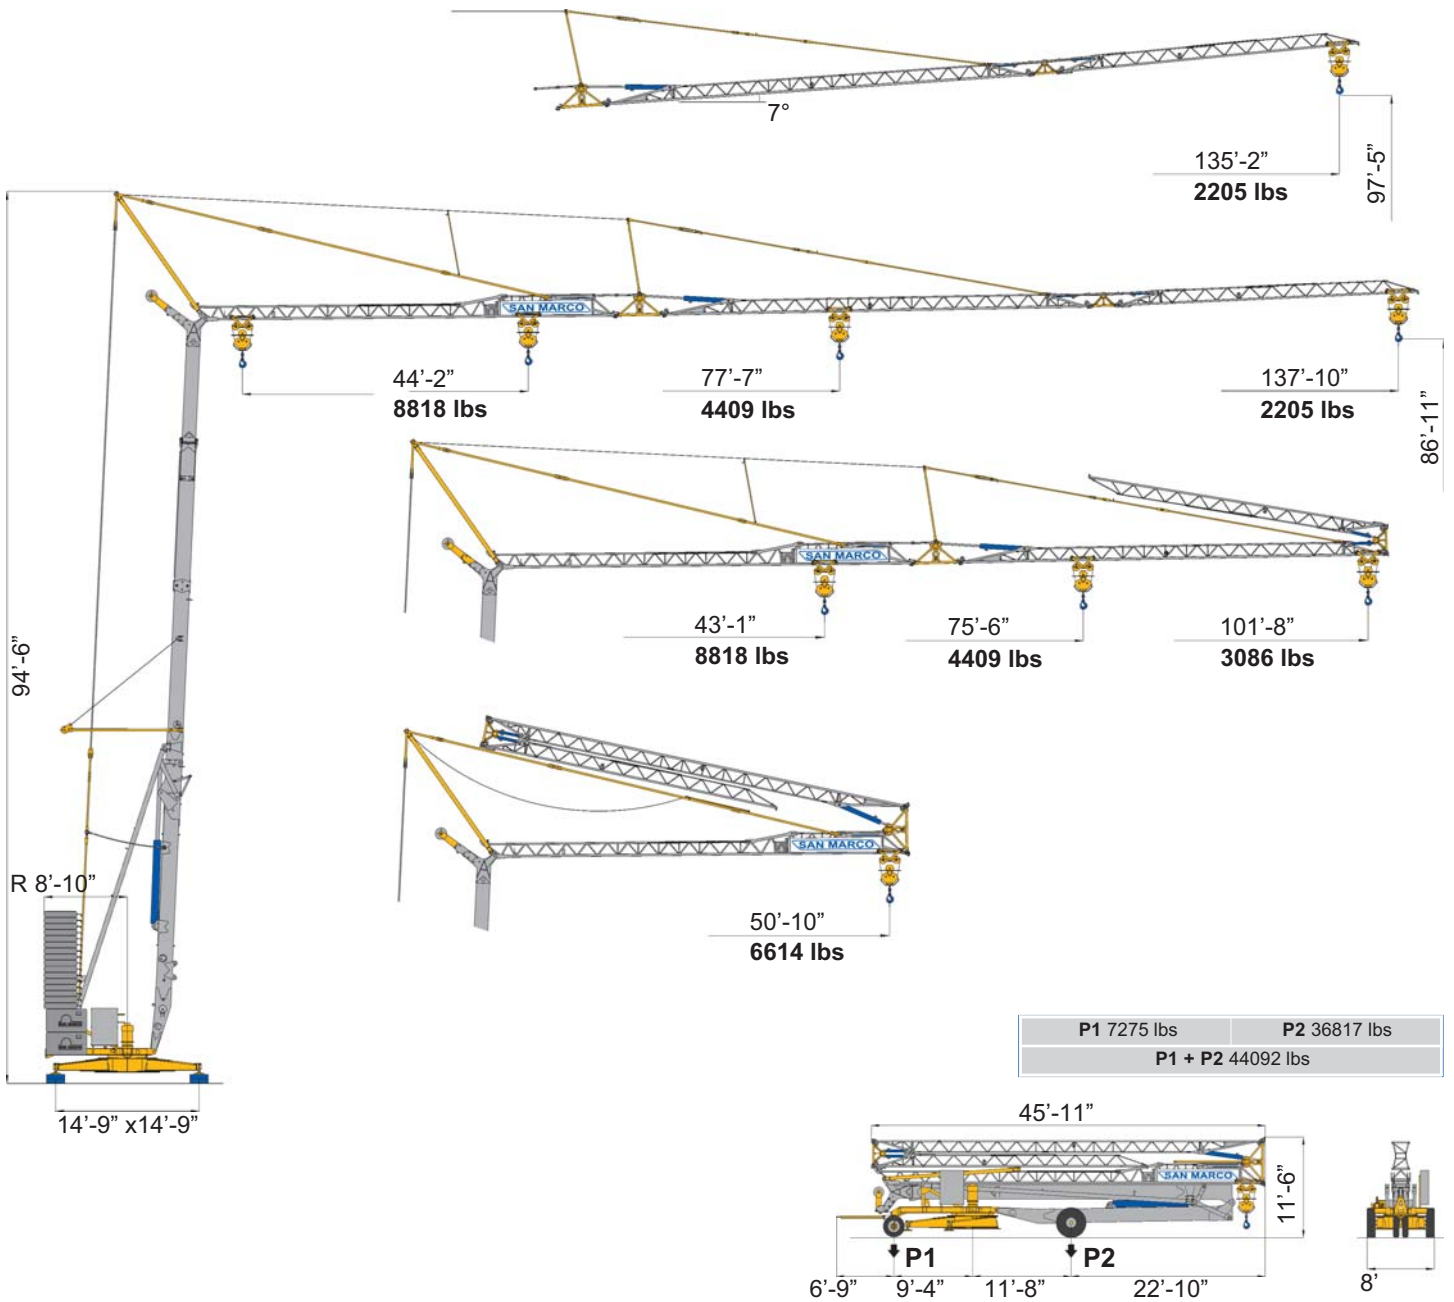 7°
135’-2”
2205 lbs
97’-5”
SAN MARCO
44’-2”
8818 lbs
77’-7”
4409 lbs
137’-10”
2205 lbs
86’-11”
94’-6”
SAN MARCO
43’-1”
8818 lbs
75’-6”
4409 lbs
101’-8”
3086 lbs
SAN MARCO
R 8’-10”
50’-10”
6614 lbs
14’-9” x14’-9”
P1 7275 lbs P2 36817 lbs
P1 + P2 44092 lbs
45’-11”
SAN MARCO
11’-6”
P1 P2
6’-9” 9’-4” 11’-8” 22’-10” 8’